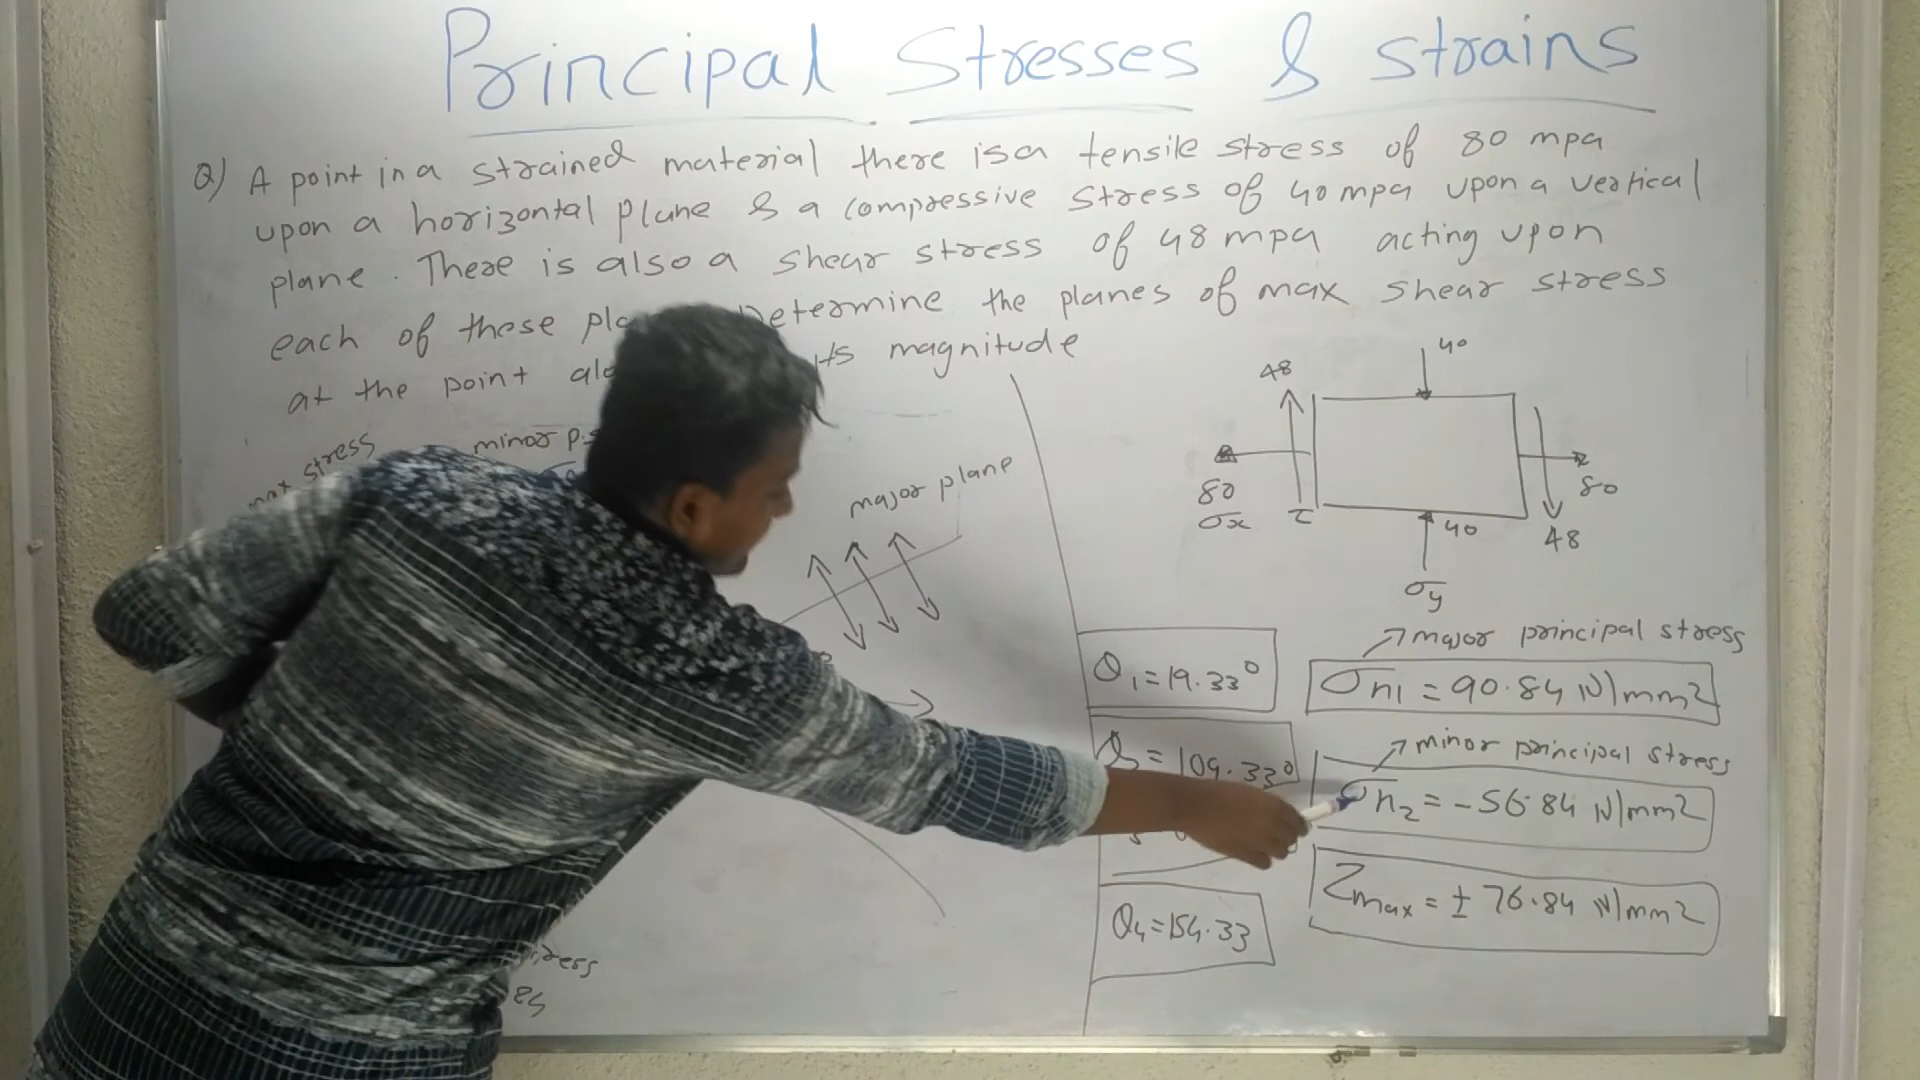 Principal Stresses & Strains
Q) A point in a strained material there is a tensile stress of 80 mpa
upon a horizontal plane & a compressive stress of 40 mpa upon a vertical
plane. There is also a shear stress of 48 mpa acting upon
each of these Determine the planes of max shear stress
at the point magnitude
stress
minor
major plane
48
40
80
σx
τ
40
80
48
σy
major principal stress
θ1 = 19.33°
σn1 = 90.84 N/mm2
minor principal stress
= 109.33°
σn2 = -56.84 N/mm2
Zmax = ± 76.84 N/mm2
θ4 = 154.33